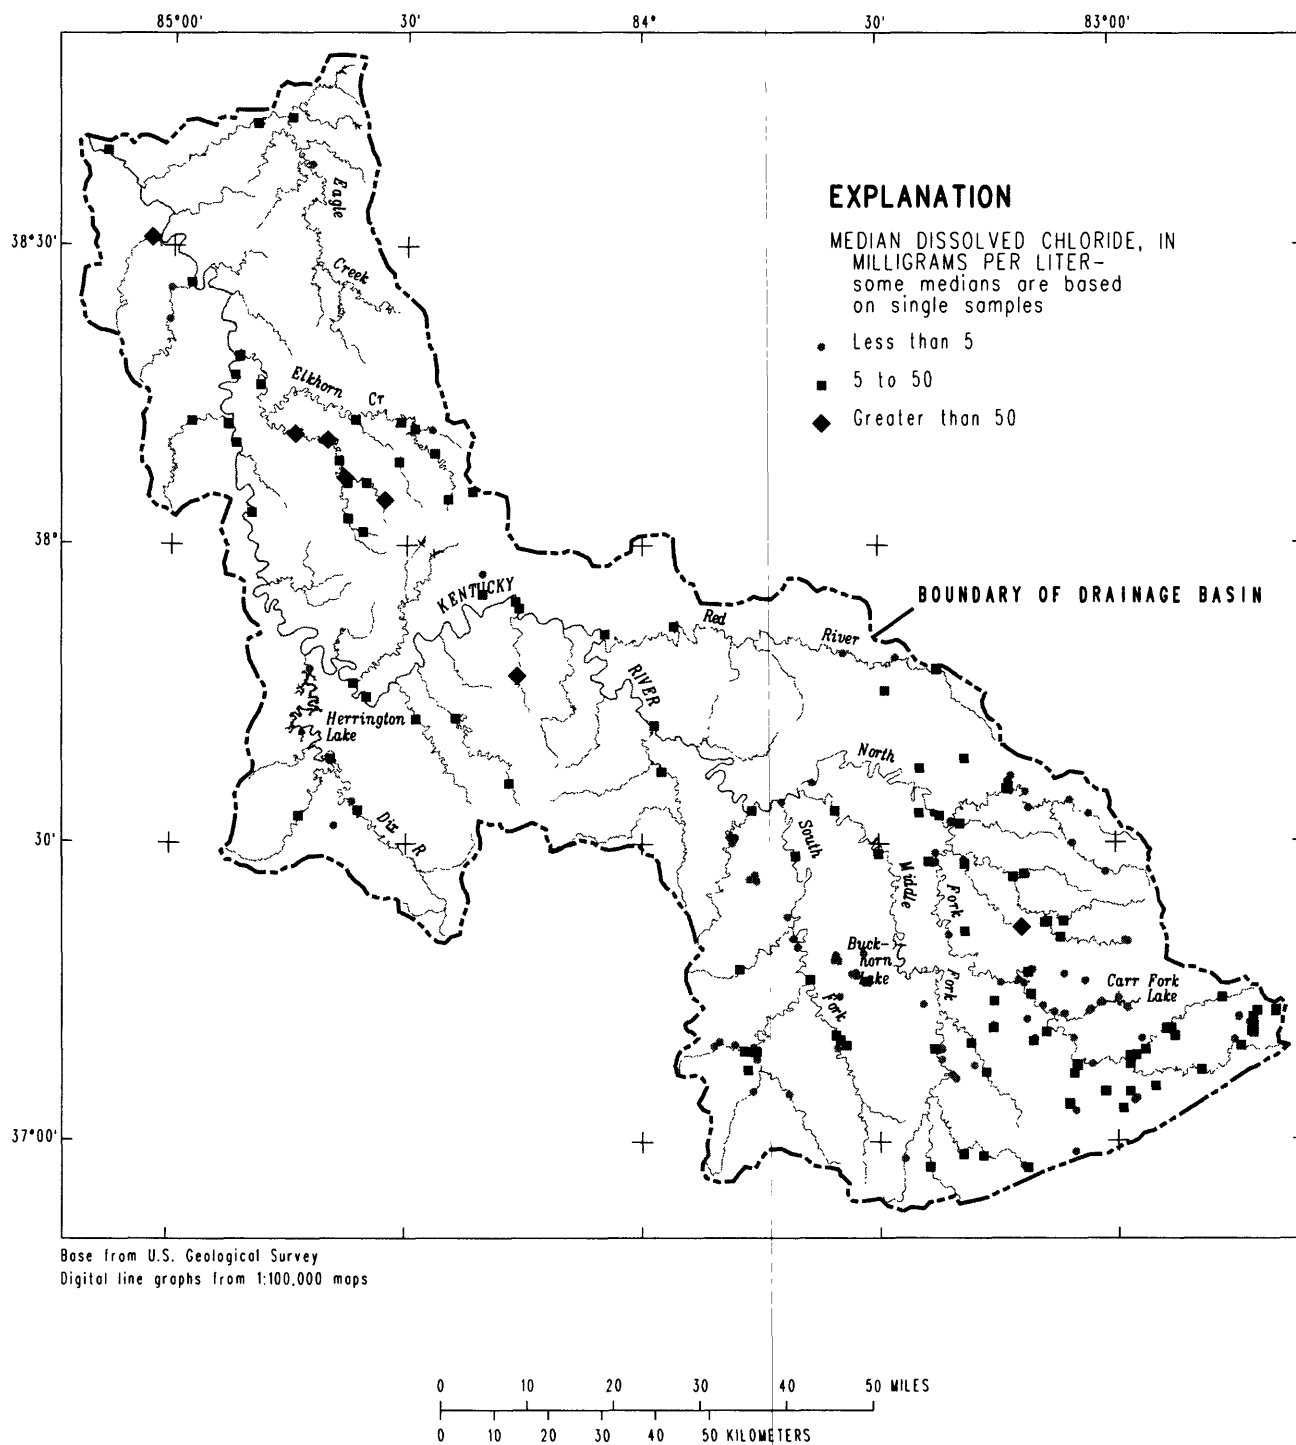 85°00'
30'
84°
30'
83°00'
38°30'
38°
30'
37°00'
EXPLANATION
MEDIAN DISSOLVED CHLORIDE, IN
MILLIGRAMS PER LITER-
some medians are based
on single samples
Less than 5
5 to 50
Greater than 50
Eagle
Creek
Elkhorn
Cr
KENTUCKY
RIVER
Red
River
BOUNDARY OF DRAINAGE BASIN
Herrington
Lake
Dix R
North
Fork
South
Fork
Middle
Fork
Buck-
horn
Lake
Carr Fork
Lake
Base from U.S. Geological Survey
Digital line graphs from 1:100,000 maps
0 10 20 30 40 50 MILES
0 10 20 30 40 50 KILOMETERS